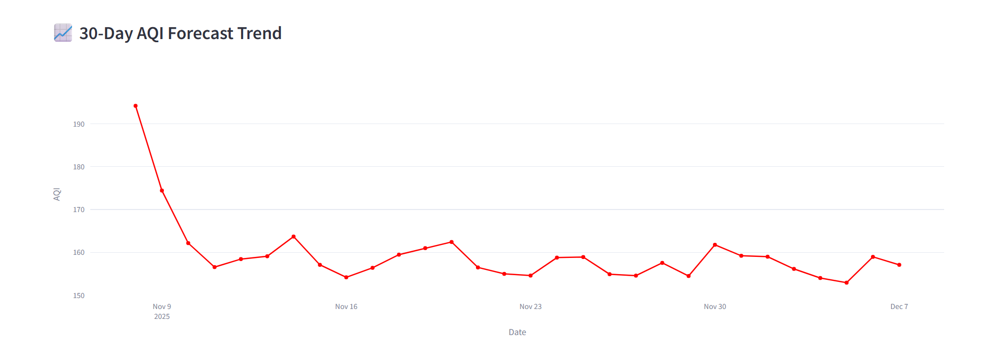 30-Day AQI Forecast Trend
190
180
170
160
150
AQI
Nov 9
2025
Nov 16
Nov 23
Nov 30
Dec 7
Date